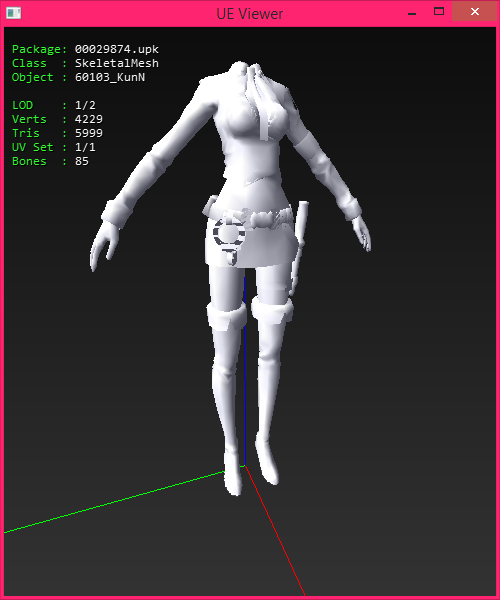 UE Viewer
Package: 00029874.upk
Class  : SkeletalMesh
Object : 60103_KunN
LOD    : 1/2
Verts  : 4229
Tris   : 5999
UV Set : 1/1
Bones  : 85